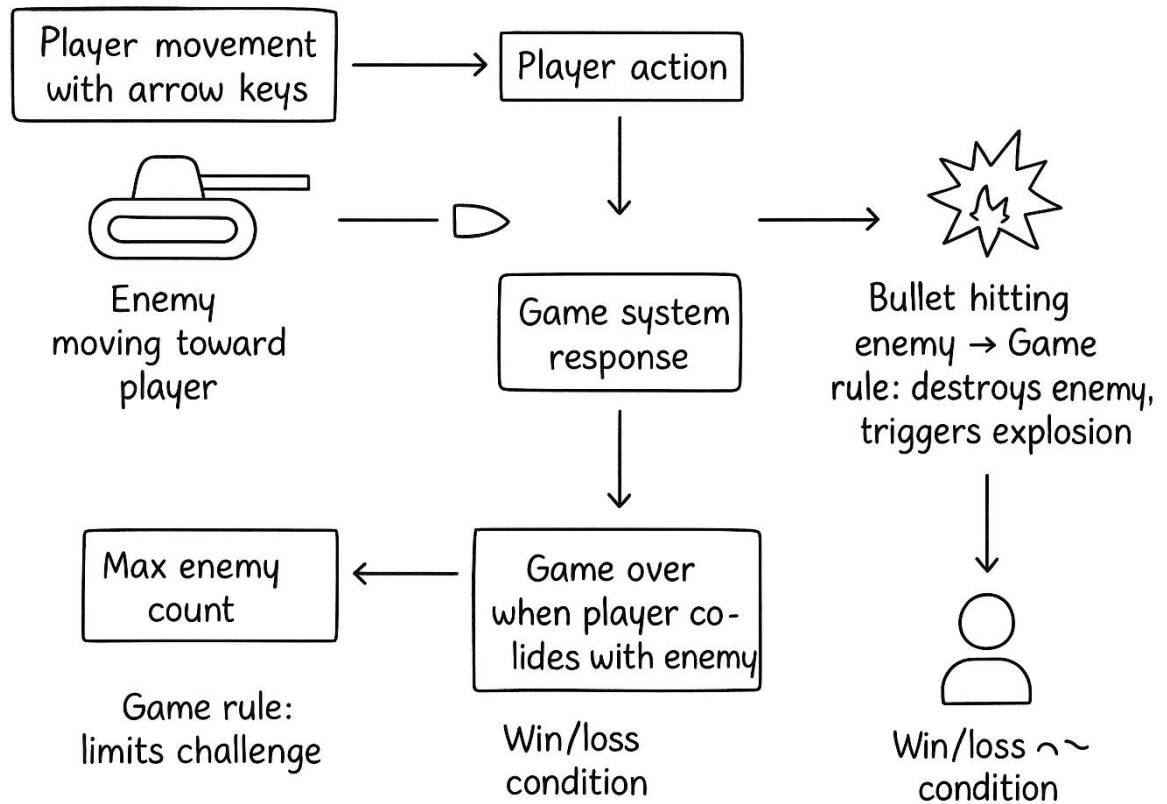 Player movement
with arrow keys
Player action
Enemy
moving toward
player
Game system
response
Bullet hitting
enemy → Game
rule: destroys enemy,
triggers explosion
Max enemy
count
Game rule:
limits challenge
Game over
when player co-
lides with enemy
Win/loss
condition
Win/loss
condition